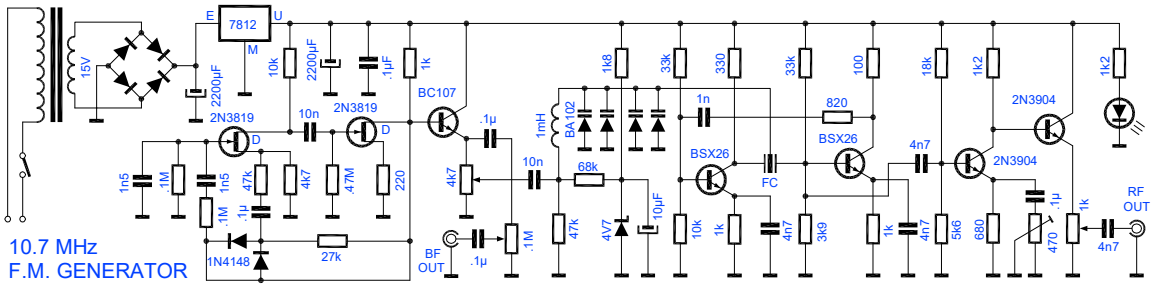 E
7812
U
M
15V
2200µF
10k
2200µF
.1µF
1k
BC107
2N3819
D
10n
2N3819
D
.1µ
1n5
.1M
1n5
47k
4k7
.47M
220
4k7
.1M
.1µ
1N4148
27k
BF
OUT
.1µ
.1M
10n
1mH
BA102
68k
47k
4V7
10µF
1k8
33k
330
1n
BSX26
10k
1k
4n7
FC
33k
3k9
820
100
BSX26
1k
4n7
4n7
18k
5k6
1k2
2N3904
2N3904
680
.1µ
470
1k
4n7
1k2
RF
OUT
10.7 MHz
F.M. GENERATOR